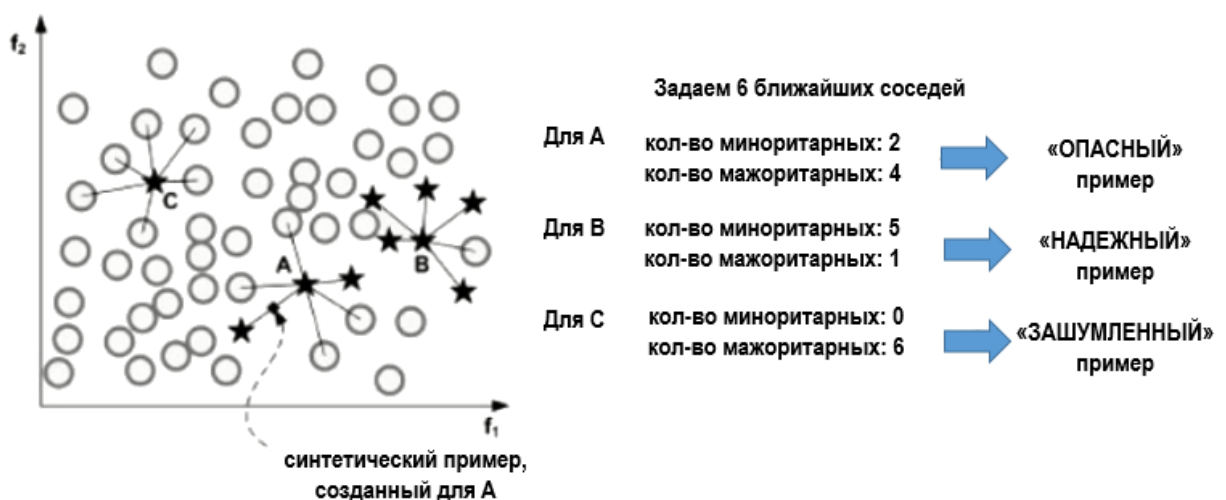 f2
C
A
B
f1
синтетический пример,
созданный для А
Задаем 6 ближайших соседей
Для А
кол-во миноритарных: 2
кол-во мажоритарных: 4
«ОПАСНЫЙ»
пример
Для В
кол-во миноритарных: 5
кол-во мажоритарных: 1
«НАДЕЖНЫЙ»
пример
Для С
кол-во миноритарных: 0
кол-во мажоритарных: 6
«ЗАШУМЛЕННЫЙ»
пример